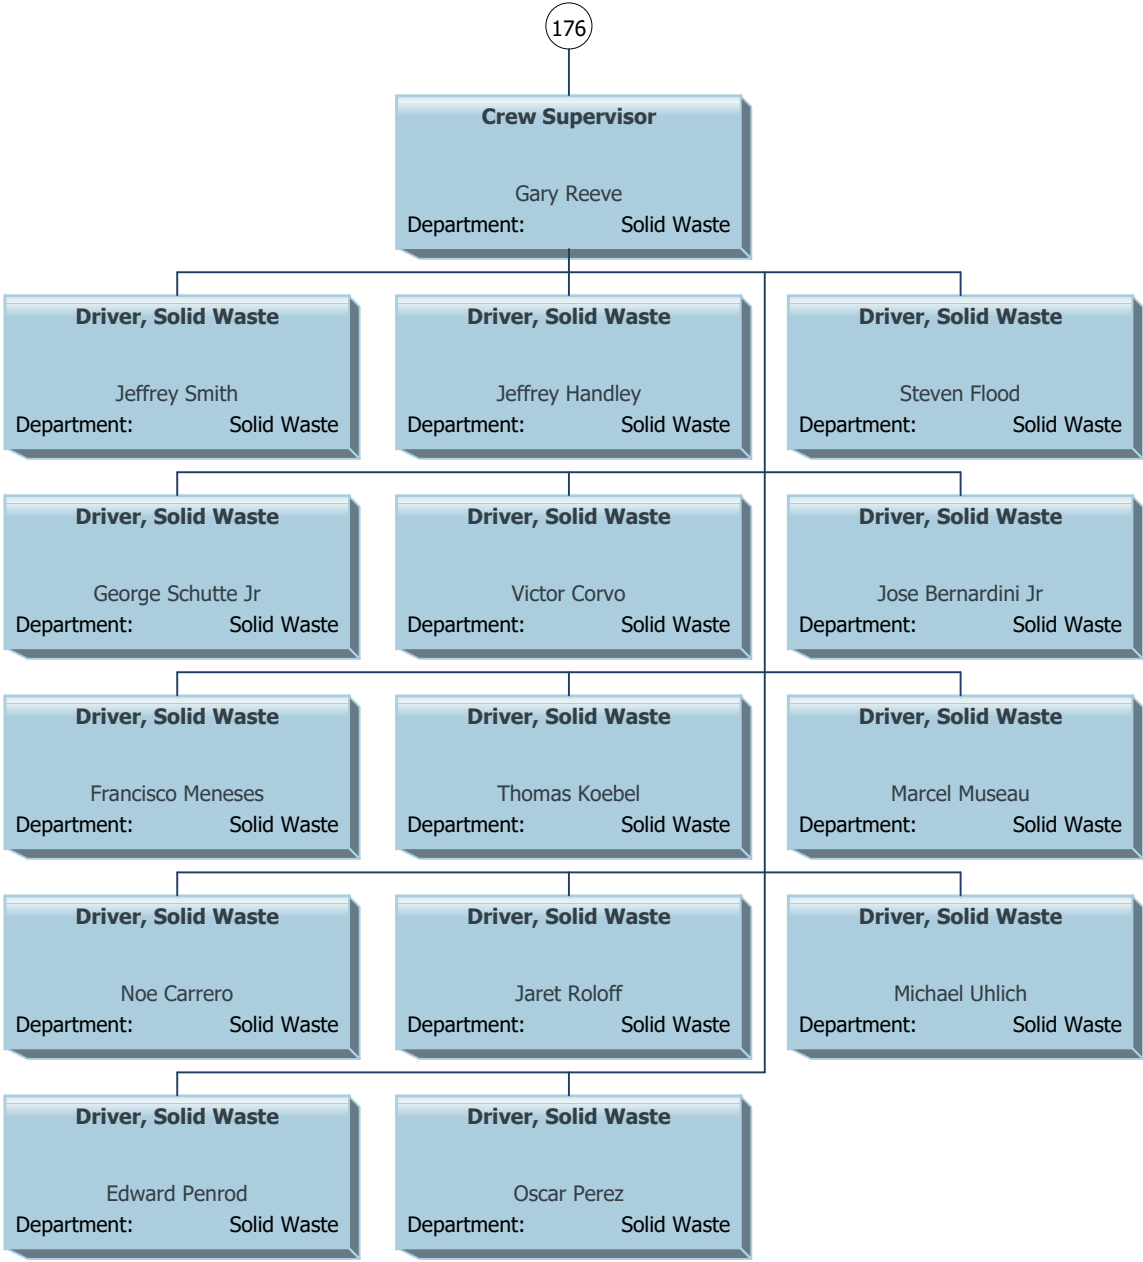 176
Crew Supervisor
Gary Reeve
Department: Solid Waste
Driver, Solid Waste
Jeffrey Smith
Department: Solid Waste
Driver, Solid Waste
Jeffrey Handley
Department: Solid Waste
Driver, Solid Waste
Steven Flood
Department: Solid Waste
Driver, Solid Waste
George Schutte Jr
Department: Solid Waste
Driver, Solid Waste
Victor Corvo
Department: Solid Waste
Driver, Solid Waste
Jose Bernardini Jr
Department: Solid Waste
Driver, Solid Waste
Francisco Meneses
Department: Solid Waste
Driver, Solid Waste
Thomas Koebel
Department: Solid Waste
Driver, Solid Waste
Marcel Museau
Department: Solid Waste
Driver, Solid Waste
Noe Carrero
Department: Solid Waste
Driver, Solid Waste
Jaret Roloff
Department: Solid Waste
Driver, Solid Waste
Michael Uhlich
Department: Solid Waste
Driver, Solid Waste
Edward Penrod
Department: Solid Waste
Driver, Solid Waste
Oscar Perez
Department: Solid Waste